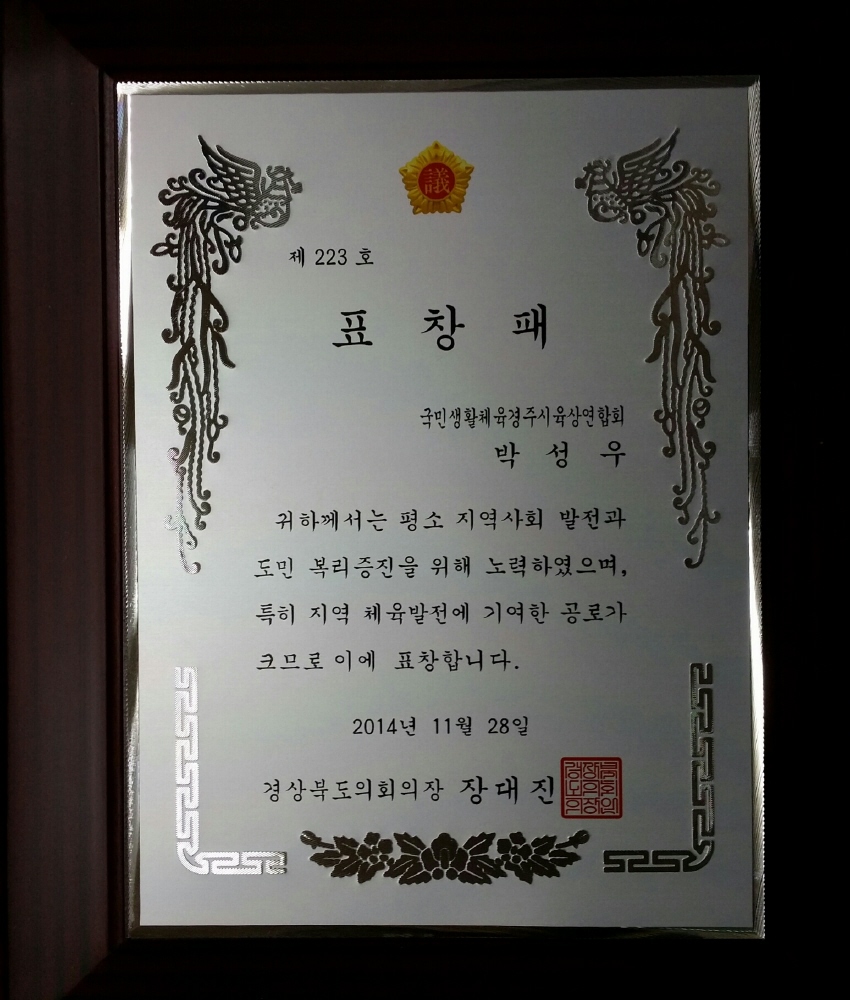 議
제 223 호
표 창 패
국민생활체육경주시육상연합회
박 성 우
귀하께서는 평소 지역사회 발전과
도민 복리증진을 위해 노력하였으며,
특히 지역 체육발전에 기여한 공로가
크므로 이에 표창합니다.
2014년 11월 28일
경상북도의회의장 장대진